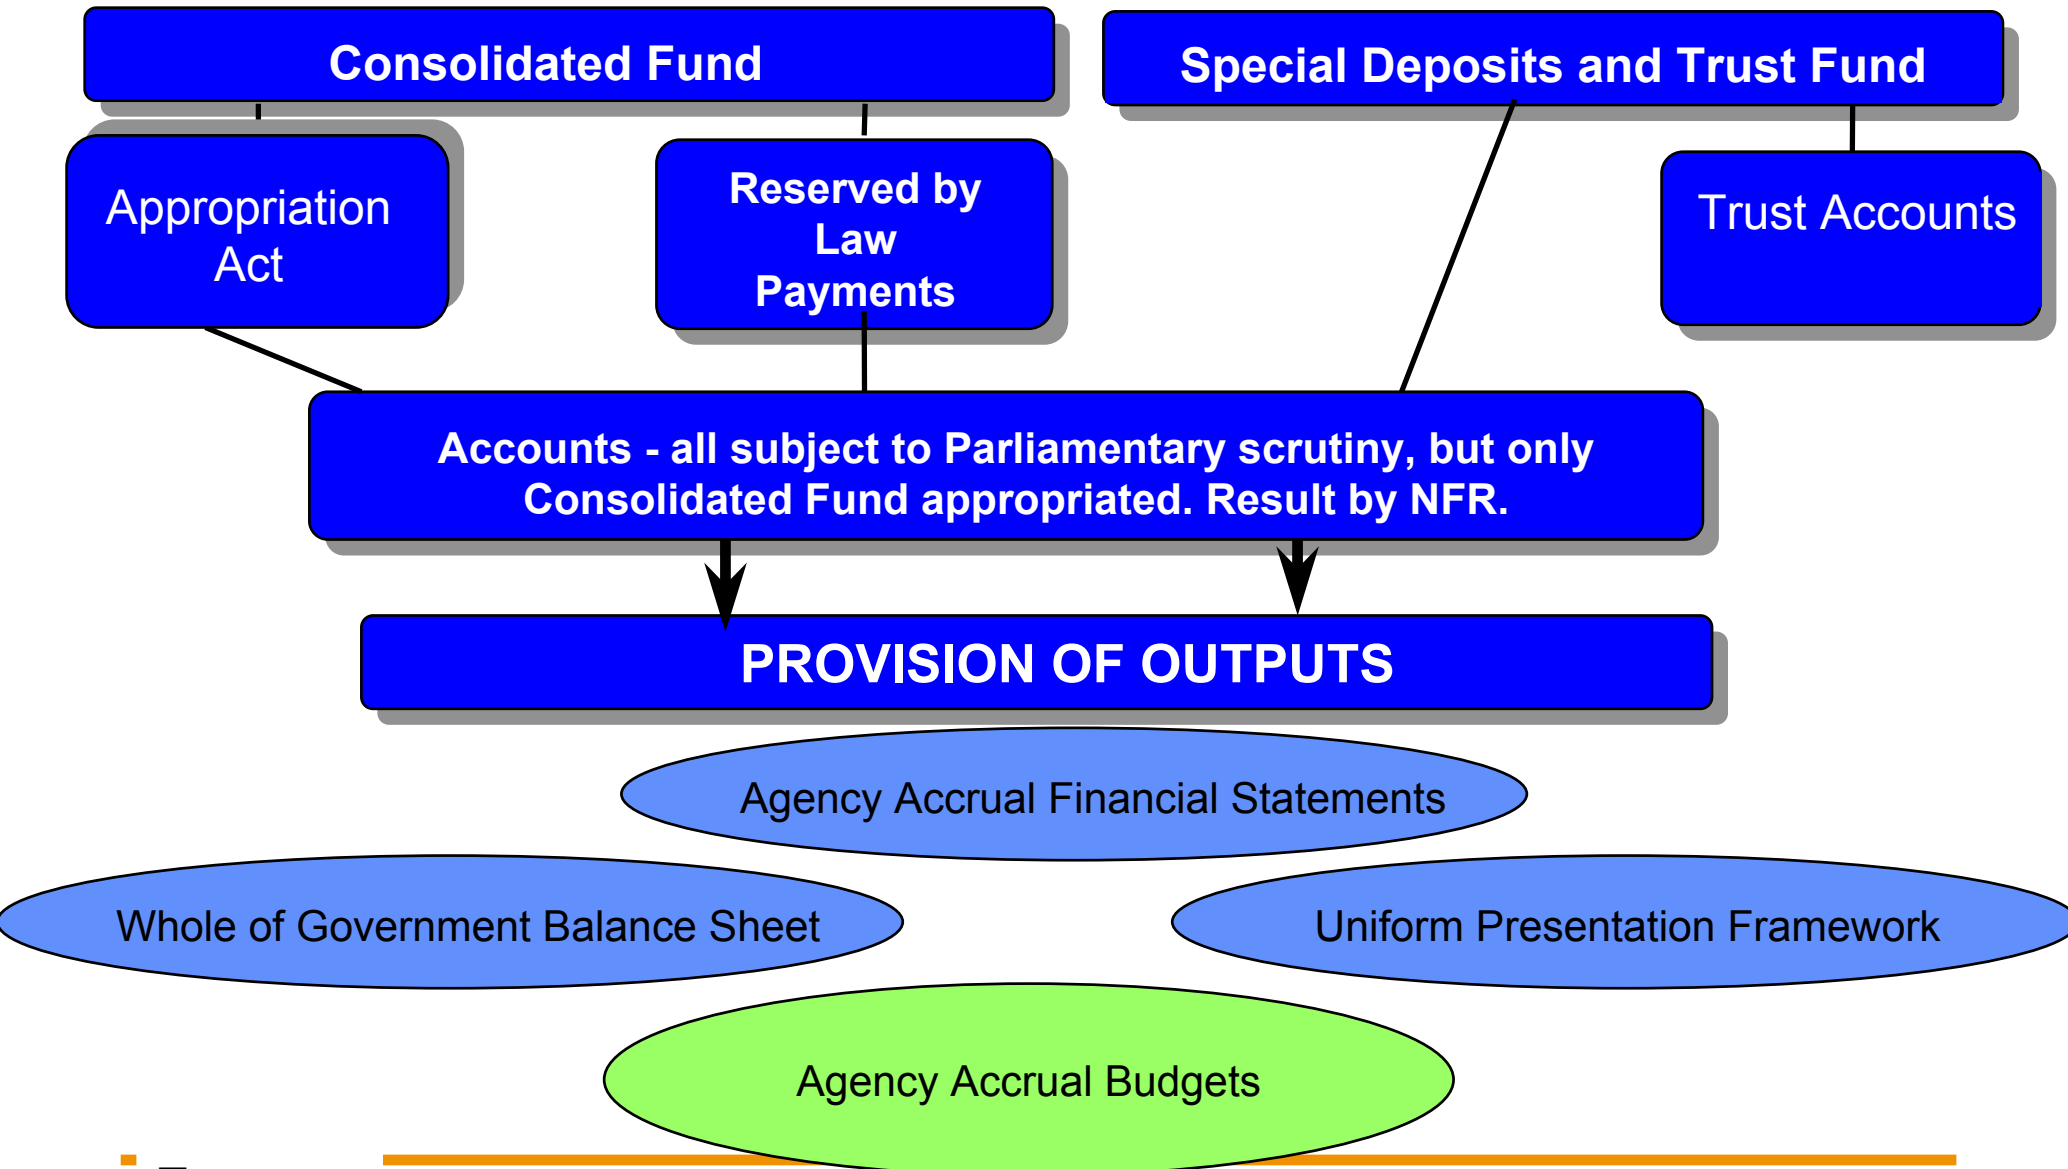 Consolidated Fund
Special Deposits and Trust Fund
Appropriation
Act
Reserved by
Law
Payments
Trust Accounts
Accounts - all subject to Parliamentary scrutiny, but only
Consolidated Fund appropriated. Result by NFR.
PROVISION OF OUTPUTS
Agency Accrual Financial Statements
Whole of Government Balance Sheet
Uniform Presentation Framework
Agency Accrual Budgets